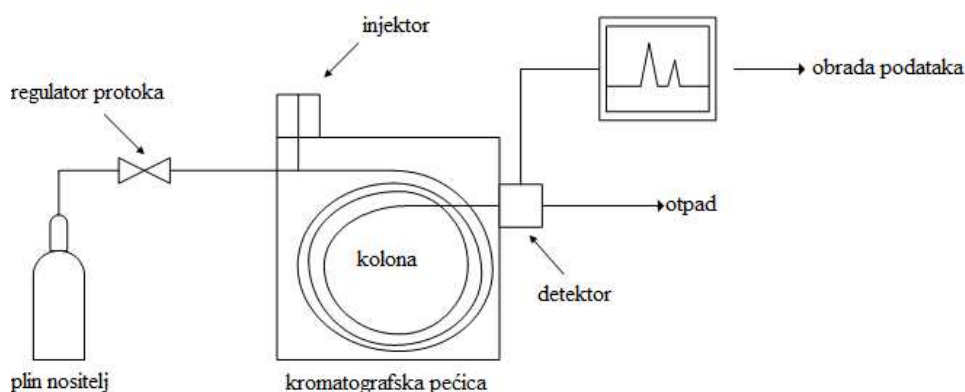 injektor
obrada podataka
regulator protoka
otpad
kolona
detektor
plin nositelj
kromatografska pećica